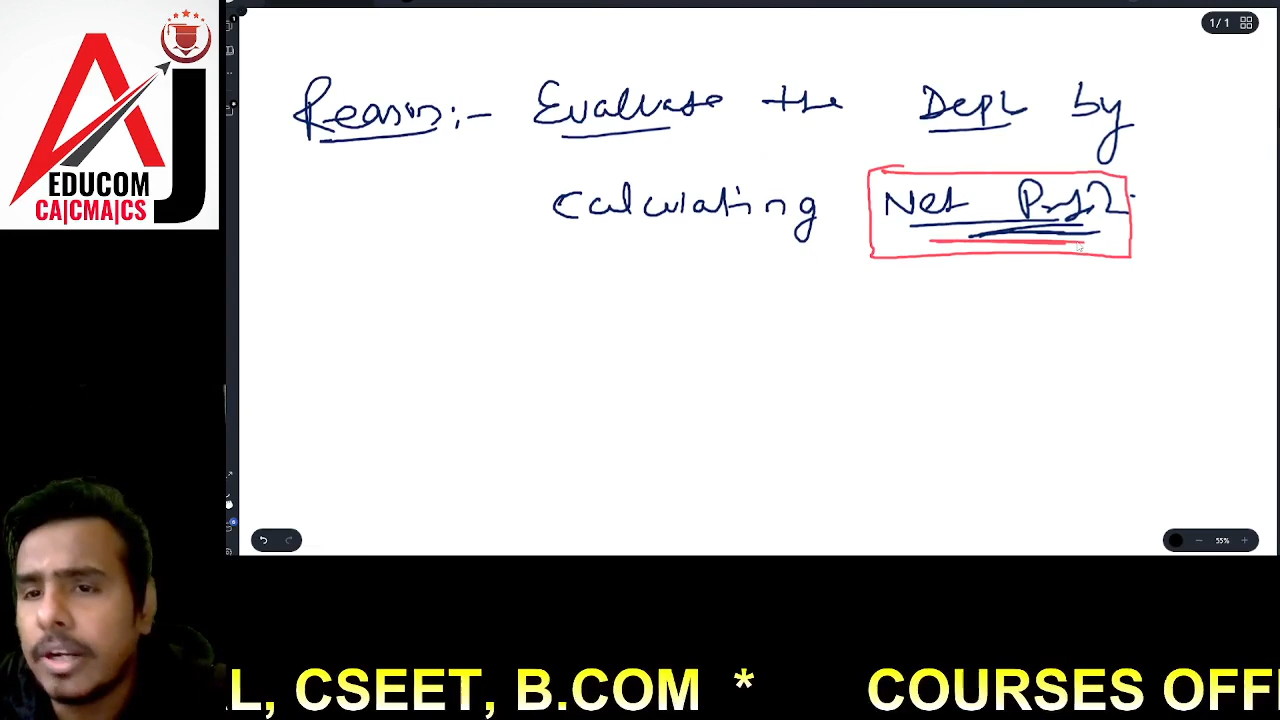 1/1
Reason:- Evaluate the Dept by
calculating Net Profit.
AJ
EDUCOM
CA|CMA|CS
55%
L, CSEET, B.COM * COURSES OFF